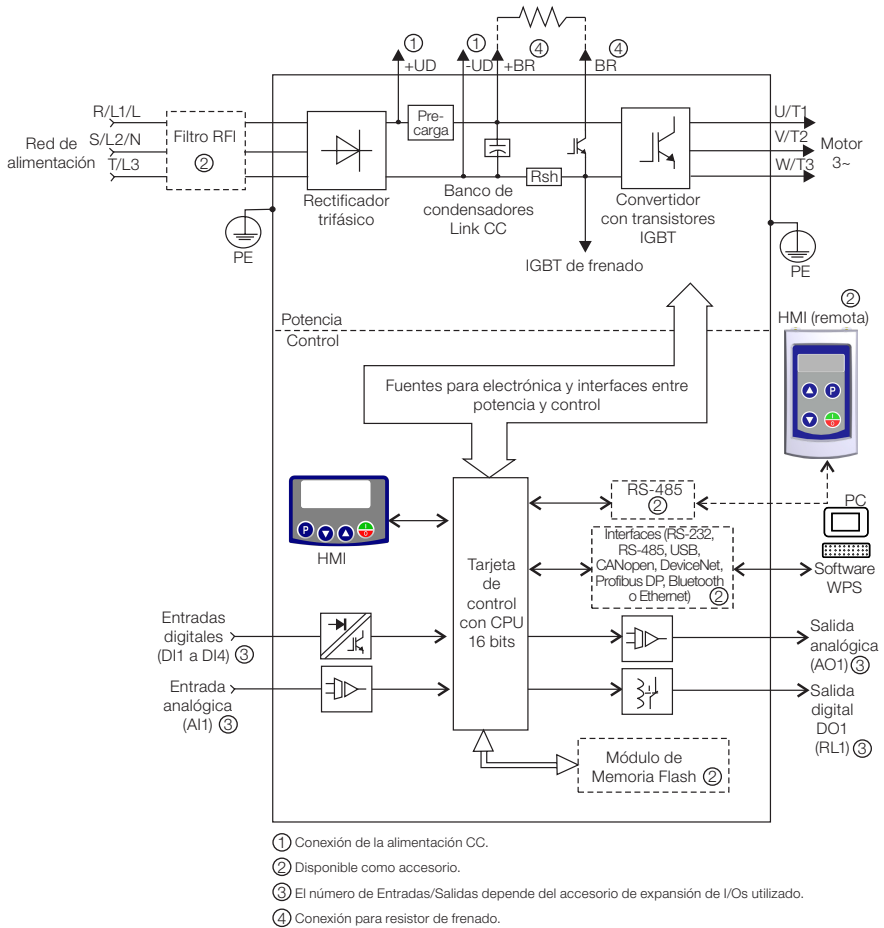 ① ① ④ ④
+UD -UD +BR BR
R/L1/L
S/L2/N
T/L3
Red de
alimentación
Filtro RFI
②
Rectificador
trifásico
Pre-
carga
Banco de
condensadores
Link CC
Rsh
Convertidor
con transistores
IGBT
IGBT de frenado
U/T1
V/T2
W/T3
Motor
3~
PE
PE
Potencia
Control
Fuentes para electrónica y interfaces entre
potencia y control
②
HMI (remota)
P
I
0
P
I
0
HMI
Tarjeta
de
control
con CPU
16 bits
RS-485
②
Interfaces (RS-232,
RS-485, USB,
CANopen, DeviceNet,
Profibus DP, Bluetooth
o Ethernet) ②
PC
Software
WPS
Entradas
digitales
(DI1 a DI4) ③
Entrada
analógica
(AI1) ③
Salida
analógica
(AO1) ③
Salida
digital
DO1
(RL1) ③
Módulo de
Memoria Flash ②
① Conexión de la alimentación CC.
② Disponible como accesorio.
③ El número de Entradas/Salidas depende del accesorio de expansión de I/Os utilizado.
④ Conexión para resistor de frenado.